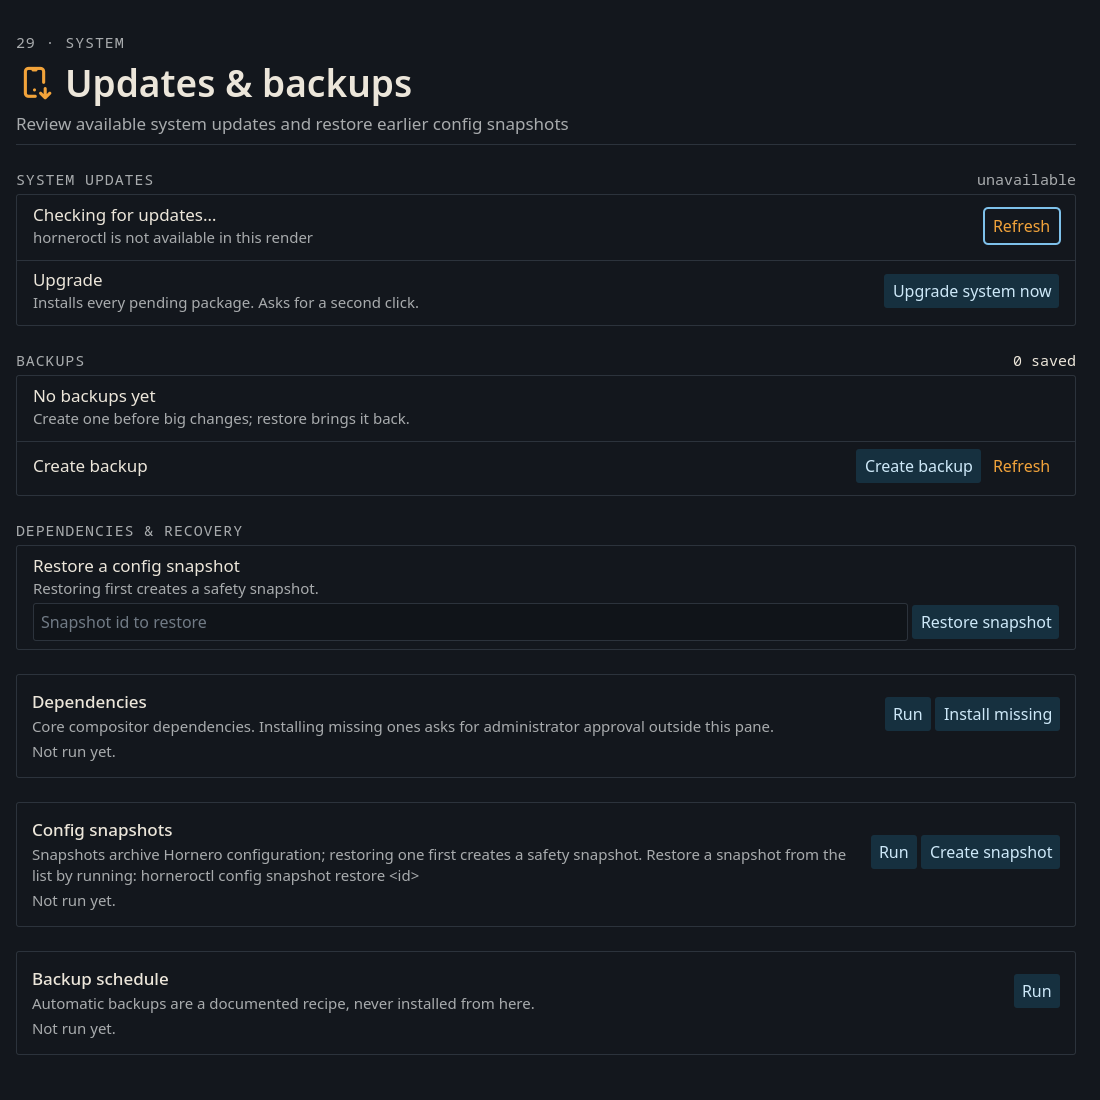 29 · SYSTEM
Updates & backups
Review available system updates and restore earlier config snapshots
SYSTEM UPDATES unavailable
Checking for updates...
horneroctl is not available in this render
Refresh
Upgrade
Installs every pending package. Asks for a second click.
Upgrade system now
BACKUPS 0 saved
No backups yet
Create one before big changes; restore brings it back.
Create backup Create backup Refresh
DEPENDENCIES & RECOVERY
Restore a config snapshot
Restoring first creates a safety snapshot.
Snapshot id to restore Restore snapshot
Dependencies
Core compositor dependencies. Installing missing ones asks for administrator approval outside this pane.
Not run yet.
Run Install missing
Config snapshots
Snapshots archive Hornero configuration; restoring one first creates a safety snapshot. Restore a snapshot from the
list by running: horneroctl config snapshot restore <id>
Not run yet.
Run Create snapshot
Backup schedule
Automatic backups are a documented recipe, never installed from here.
Not run yet.
Run